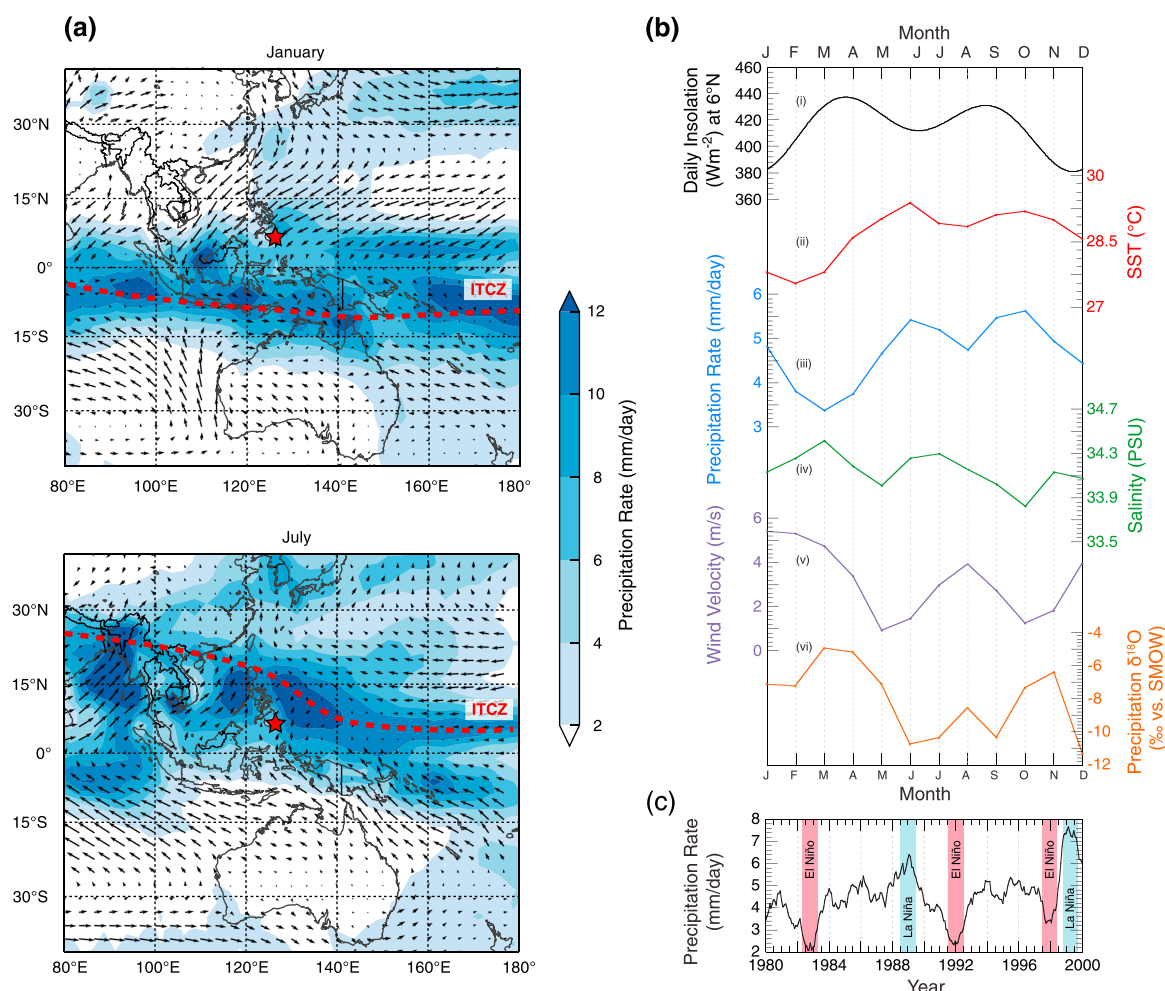 (a)
January
30°N
15°N
0°
15°S
30°S
ITCZ
80°E 100°E 120°E 140°E 160°E 180°
July
30°N
15°N
0°
15°S
30°S
ITCZ
80°E 100°E 120°E 140°E 160°E 180°
12
10
8
6
4
2
Precipitation Rate (mm/day)
(b)
Month
J F M A M J J A S O N D
Daily Insolation
(Wm-2) at 6°N
460
440
420
400
380
360
(i)
30
28.5
27
SST (°C)
(ii)
Precipitation Rate (mm/day)
6
5
4
3
(iii)
34.7
34.3
33.9
33.5
Salinity (PSU)
(iv)
Wind Velocity (m/s)
6
4
2
0
(v)
-4
-6
-8
-10
-12
Precipitation δ18O
(‰ vs. SMOW)
(vi)
J F M A M J J A S O N D
Month
(c)
Precipitation Rate
(mm/day)
8
7
6
5
4
3
2
El Niño
La Niña
El Niño
El Niño
La Niña
1980 1984 1988 1992 1996 2000
Year